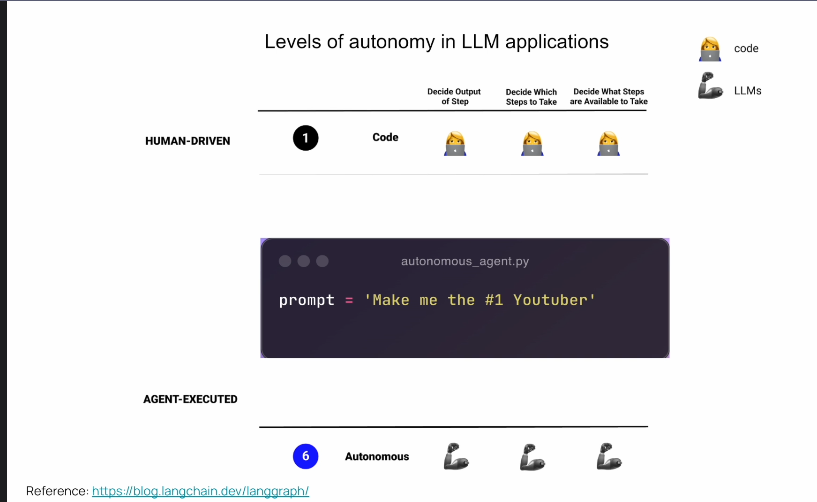 Levels of autonomy in LLM applications
code
LLMs
Decide Output
of Step
Decide Which
Steps to Take
Decide What Steps
are Available to Take
HUMAN-DRIVEN
1
Code
autonomous_agent.py
prompt = 'Make me the #1 Youtuber'
AGENT-EXECUTED
6
Autonomous
Reference: https://blog.langchain.dev/langgraph/